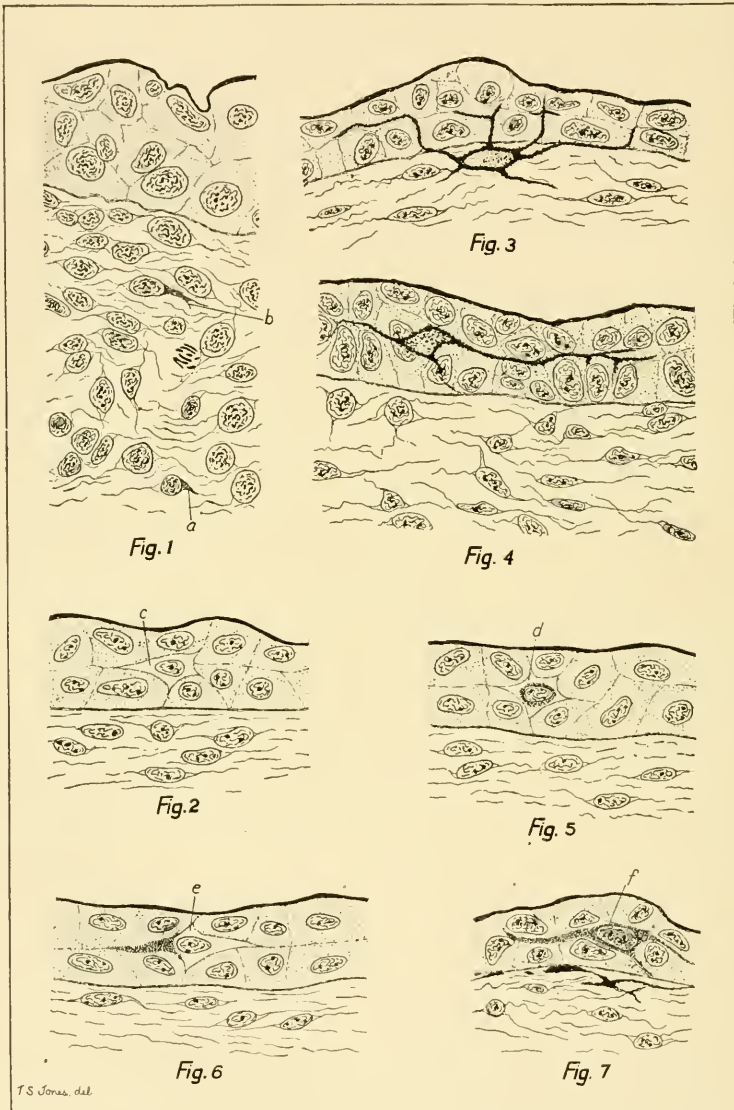 b
a
Fig. 1
Fig. 3
Fig. 4
c
Fig. 2
d
Fig. 5
e
Fig. 6
f
Fig. 7
T S Jones, del